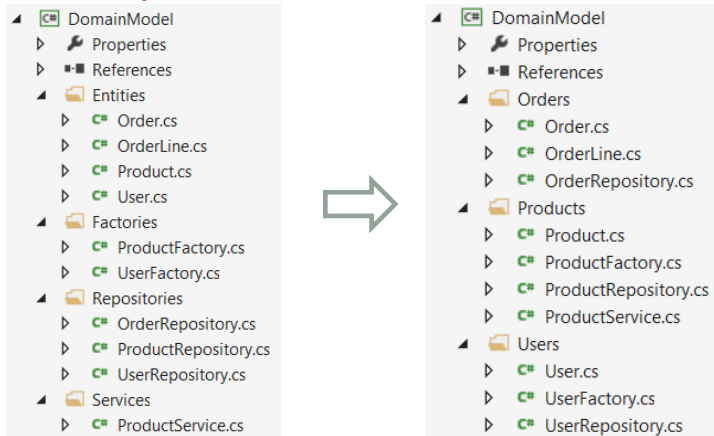 C# DomainModel
Properties
References
Entities
C# Order.cs
C# OrderLine.cs
C# Product.cs
C# User.cs
Factories
C# ProductFactory.cs
C# UserFactory.cs
Repositories
C# OrderRepository.cs
C# ProductRepository.cs
C# UserRepository.cs
Services
C# ProductService.cs
C# DomainModel
Properties
References
Orders
C# Order.cs
C# OrderLine.cs
C# OrderRepository.cs
Products
C# Product.cs
C# ProductFactory.cs
C# ProductRepository.cs
C# ProductService.cs
Users
C# User.cs
C# UserFactory.cs
C# UserRepository.cs